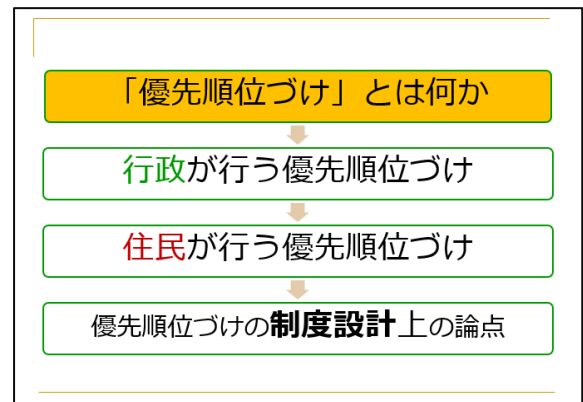 「優先順位づけ」とは何か
行政が行う優先順位づけ
住民が行う優先順位づけ
優先順位づけの制度設計上の論点